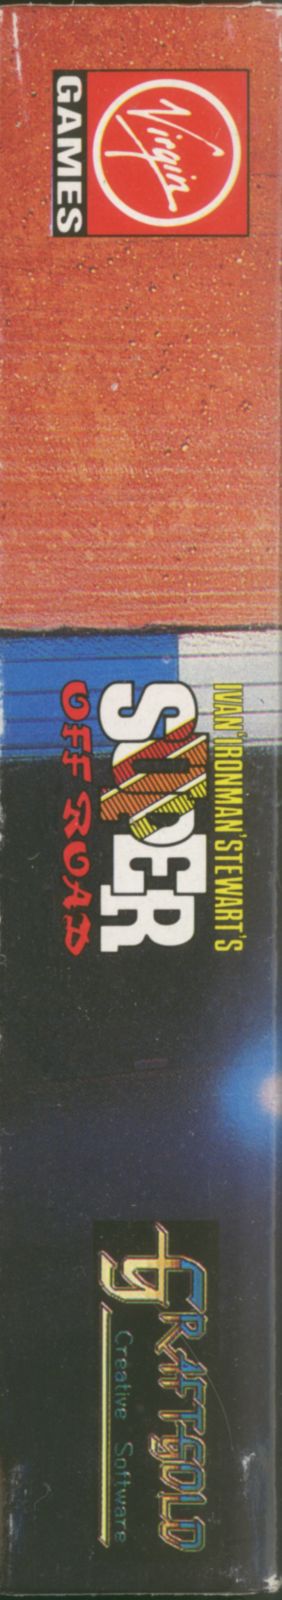 Virgin
GAMES
IVAN 'IRONMAN' STEWART'S
SUPER
OFF ROAD
GRAFTGOLD
Creative Software